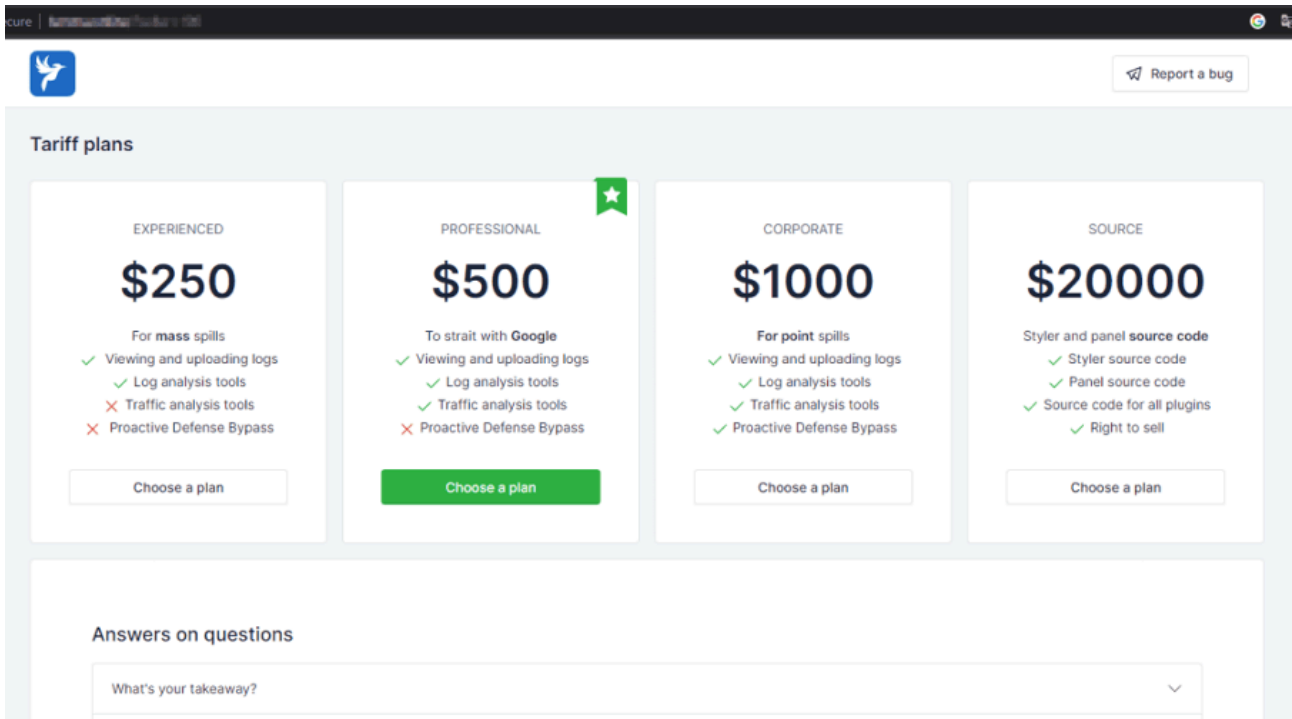 ecure
Report a bug
Tariff plans
EXPERIENCED
$250
For mass spills
Viewing and uploading logs
Log analysis tools
Traffic analysis tools
Proactive Defense Bypass
Choose a plan
PROFESSIONAL
$500
To strait with Google
Viewing and uploading logs
Log analysis tools
Traffic analysis tools
Proactive Defense Bypass
Choose a plan
CORPORATE
$1000
For point spills
Viewing and uploading logs
Log analysis tools
Traffic analysis tools
Proactive Defense Bypass
Choose a plan
SOURCE
$20000
Styler and panel source code
Styler source code
Panel source code
Source code for all plugins
Right to sell
Choose a plan
Answers on questions
What's your takeaway?